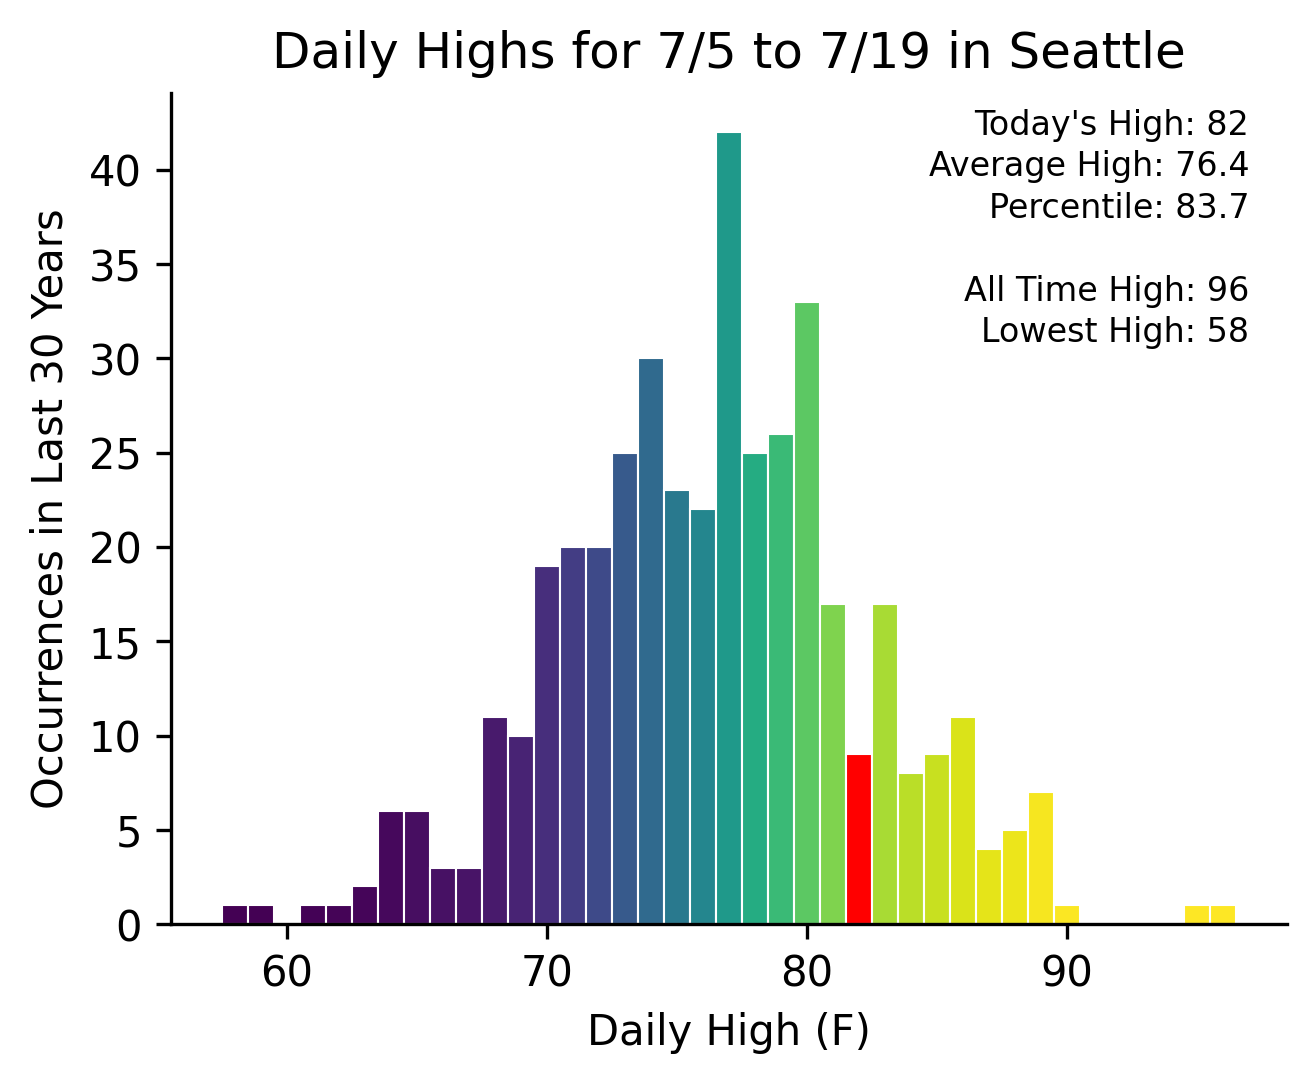 Daily Highs for 7/5 to 7/19 in Seattle
Today's High: 82
Average High: 76.4
Percentile: 83.7
All Time High: 96
Lowest High: 58
Occurrences in Last 30 Years
40
35
30
25
20
15
10
5
0
60
70
80
90
Daily High (F)